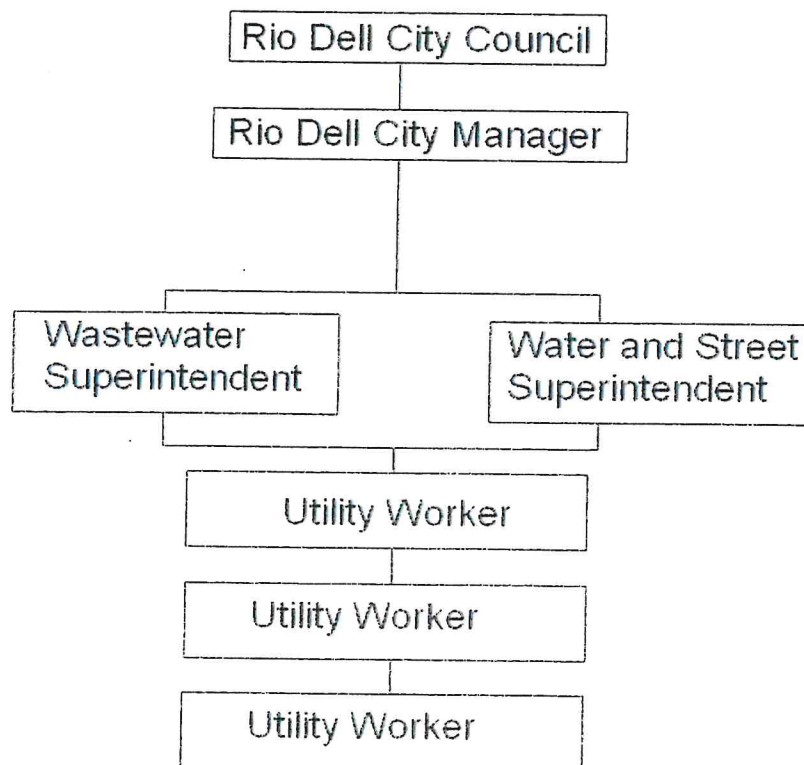 Rio Dell City Council
Rio Dell City Manager
Wastewater
Superintendent
Water and Street
Superintendent
Utility Worker
Utility Worker
Utility Worker